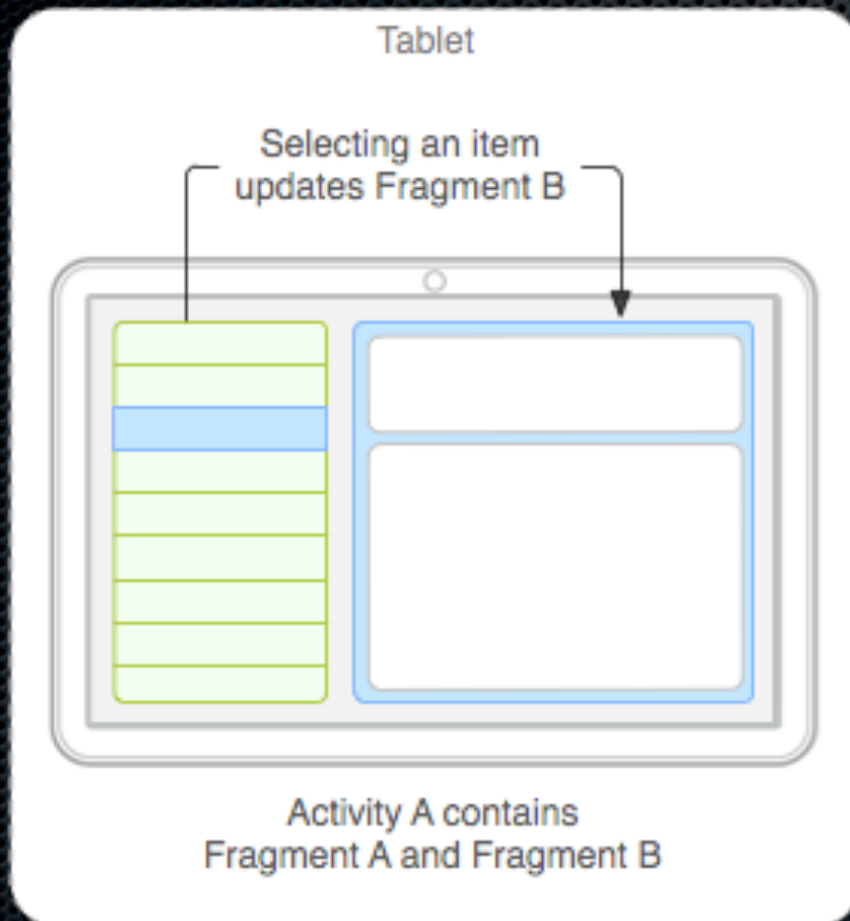 Tablet
Selecting an item
updates Fragment B
Activity A contains
Fragment A and Fragment B